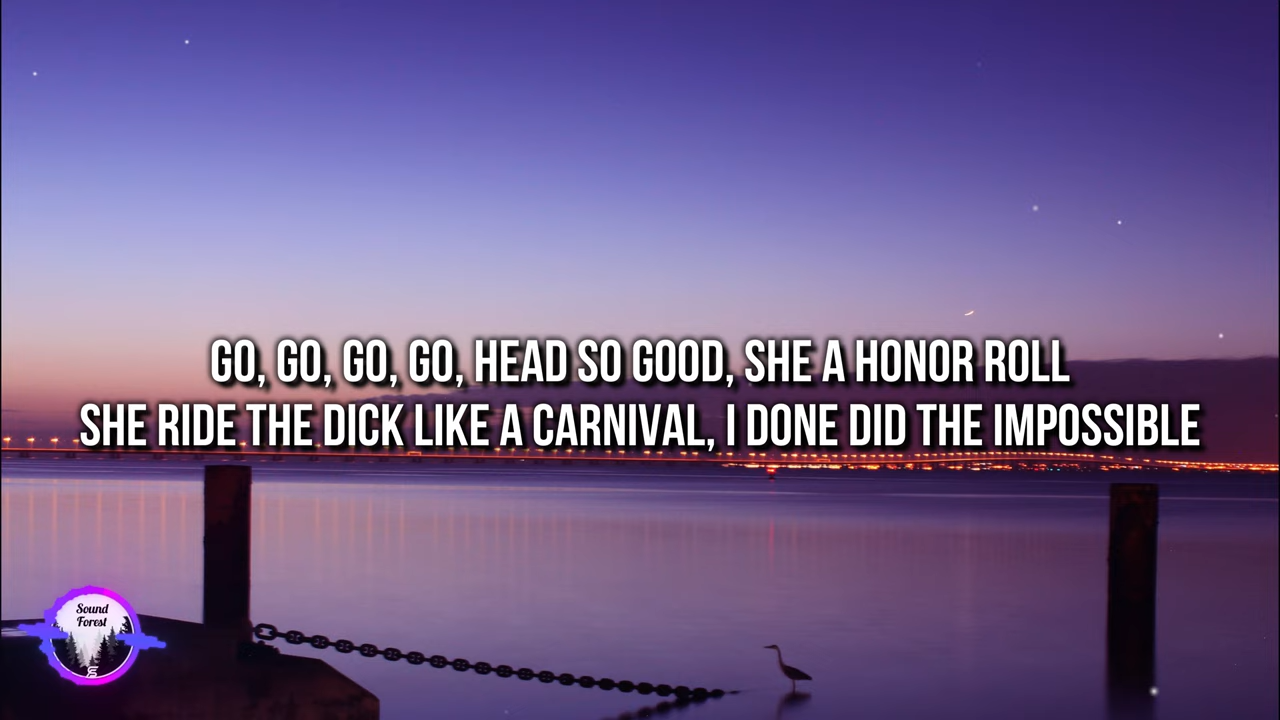 GO, GO, GO, GO, HEAD SO GOOD, SHE A HONOR ROLL
SHE RIDE THE DICK LIKE A CARNIVAL, I DONE DID THE IMPOSSIBLE
Sound
Forest